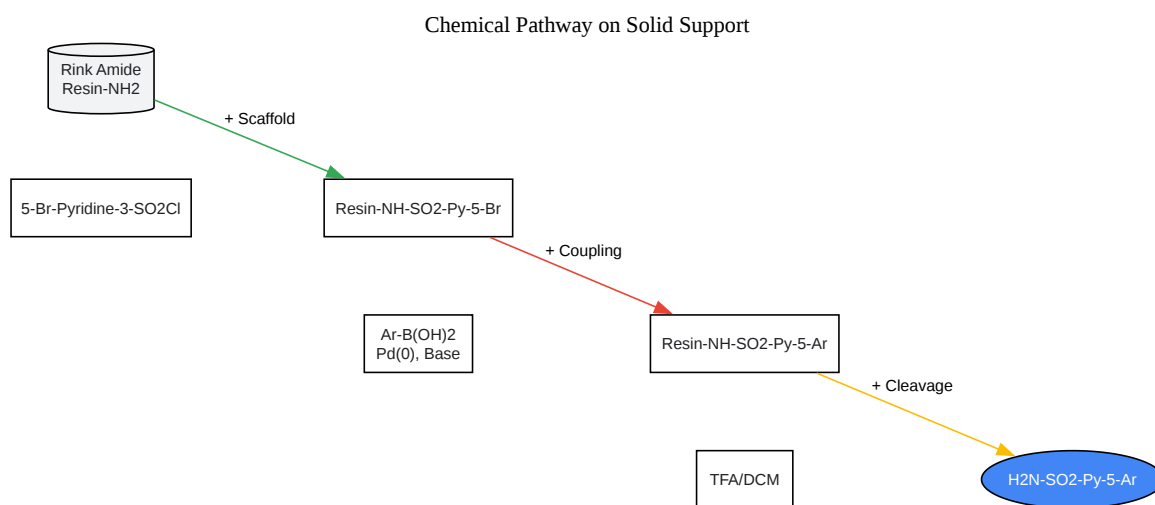 Chemical Pathway on Solid Support
Rink Amide
Resin-NH2
+ Scaffold
5-Br-Pyridine-3-SO2Cl
Resin-NH-SO2-Py-5-Br
+ Coupling
Ar-B(OH)2
Pd(0), Base
Resin-NH-SO2-Py-5-Ar
+ Cleavage
TFA/DCM
H2N-SO2-Py-5-Ar